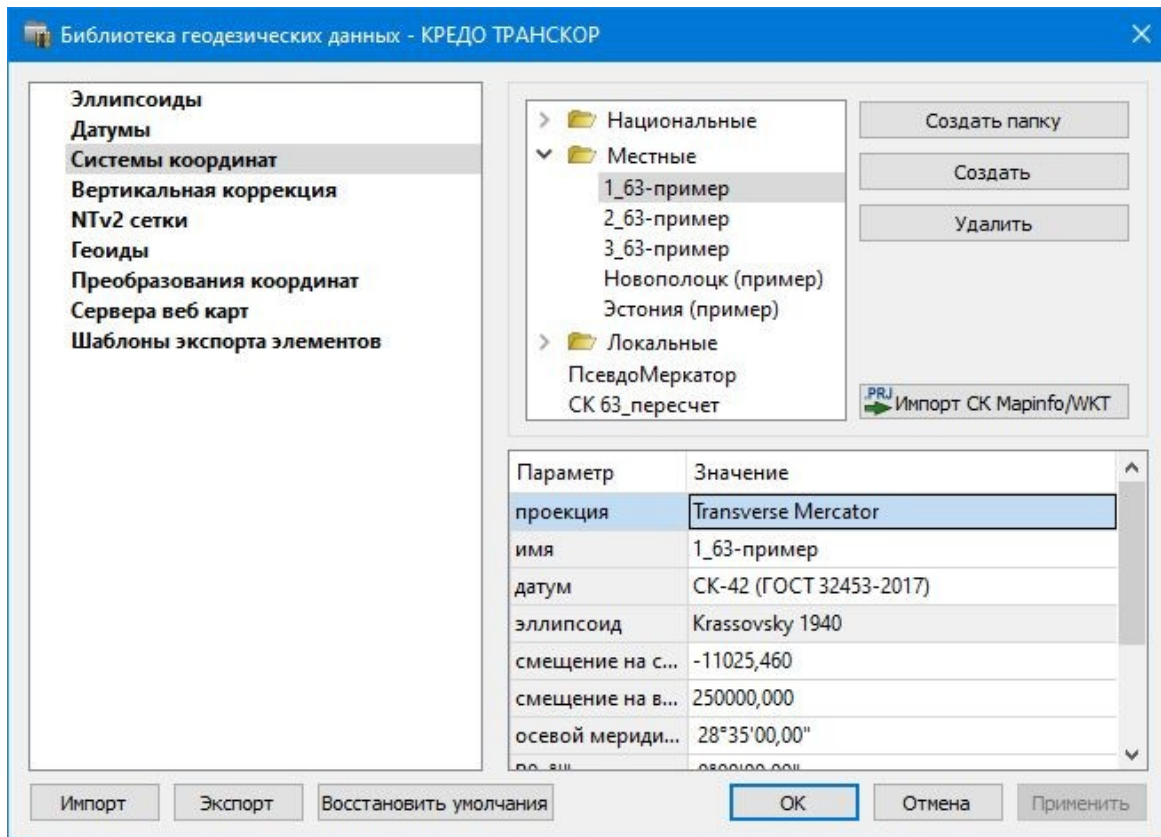 Библиотека геодезических данных - КРЕДО ТРАНСКОР
Эллипсоиды
Датумы
Системы координат
Вертикальная коррекция
NTv2 сетки
Геоиды
Преобразования координат
Сервера веб карт
Шаблоны экспорта элементов
Национальные
Местные
1_63-пример
2_63-пример
3_63-пример
Новополоцк (пример)
Эстония (пример)
Локальные
ПсевдоМеркатор
СК 63_пересчет
Создать папку
Создать
Удалить
.PRJ Импорт СК Mapinfo/WKT
Параметр Значение
проекция Transverse Mercator
имя 1_63-пример
датум СК-42 (ГОСТ 32453-2017)
эллипсоид Krassovsky 1940
смещение на с... -11025,460
смещение на в... 250000,000
осевой мериди... 28°35'00,00"
Импорт Экспорт Восстановить умолчания ОК Отмена Применить